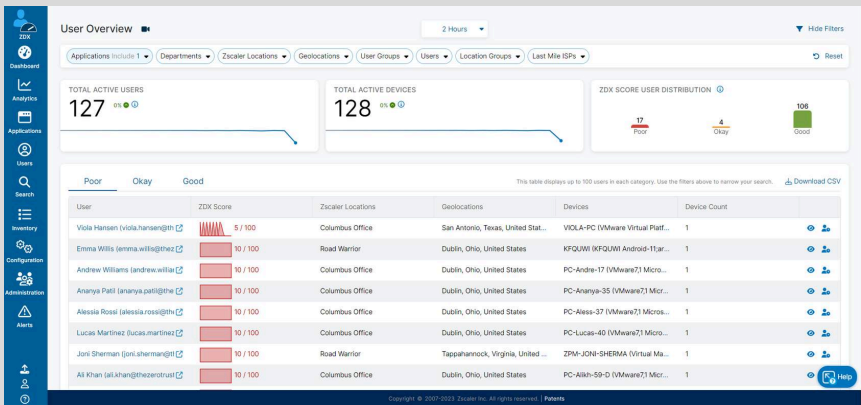 ZDX
Dashboard
Analytics
Applications
Users
Search
Inventory
Configuration
Administration
Alerts
User Overview
2 Hours
Hide Filters
Applications Include 1
Departments
Zscaler Locations
Geolocations
User Groups
Users
Location Groups
Last Mile ISPs
Reset
TOTAL ACTIVE USERS
127 0%
TOTAL ACTIVE DEVICES
128 0%
ZDX SCORE USER DISTRIBUTION
17 Poor
4 Okay
106 Good
Poor Okay Good
This table displays up to 100 users in each category. Use the filters above to narrow your search.
Download CSV
User ZDX Score Zscaler Locations Geolocations Devices Device Count
Viola Hansen (viola.hansen@th 5 / 100 Columbus Office San Antonio, Texas, United Stat... VIOLA-PC (VMware Virtual Platf... 1
Emma Willis (emma.willis@thez 10 / 100 Road Warrior Dublin, Ohio, United States KFQUWI (KFQUWI Android-11;ar... 1
Andrew Williams (andrew.williar 10 / 100 Columbus Office Dublin, Ohio, United States PC-Andre-17 (VMware7,1 Micro... 1
Ananya Patil (ananya.patil@the 10 / 100 Columbus Office Dublin, Ohio, United States PC-Ananya-35 (VMware7,1 Micros... 1
Alessia Rossi (alessia.rossi@the 10 / 100 Columbus Office Dublin, Ohio, United States PC-Aless-37 (VMware7,1 Micros... 1
Lucas Martinez (lucas.martinez 10 / 100 Columbus Office Dublin, Ohio, United States PC-Lucas-40 (VMware7,1 Micro... 1
Joni Sherman (joni.sherman@tl 10 / 100 Road Warrior Tappahannock, Virginia, United ... ZPM-JONI-SHERMA (Virtual Ma... 1
Ali Khan (ali.khan@thezerotrust 10 / 100 Columbus Office Dublin, Ohio, United States PC-Alikh-59-D (VMware7,1 Micr... 1
Help
Copyright © 2007-2023 Zscaler Inc. All rights reserved. | Patents